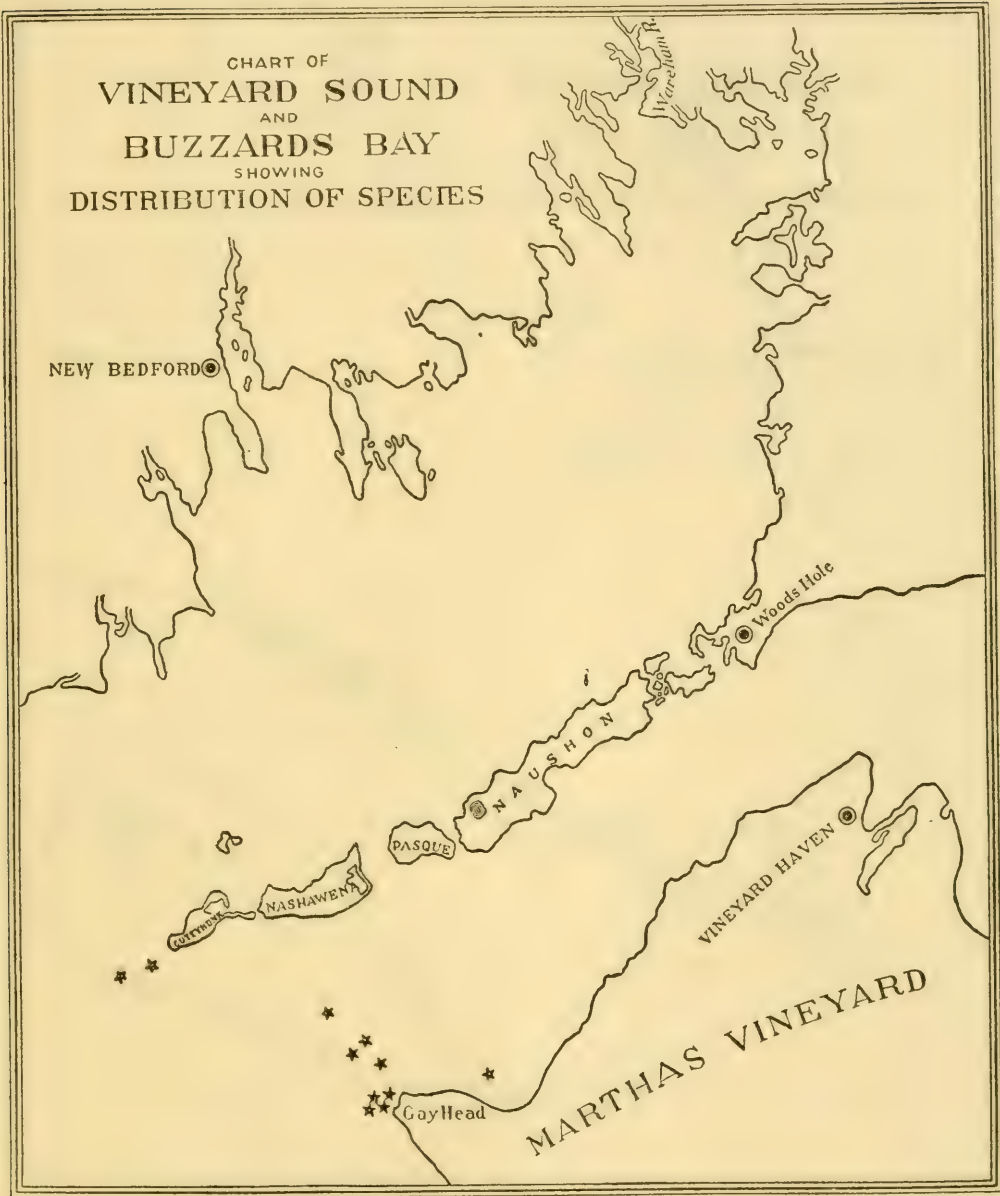 CHART OF
VINEYARD SOUND
AND
BUZZARDS BAY
SHOWING
DISTRIBUTION OF SPECIES
Wareham R.
NEW BEDFORD
Woods Hole
NAUSHON
PASQUE
NASHAWENA
CUTTYHUNK
VINEYARD HAVEN
MARTHAS VINEYARD
Gay Head